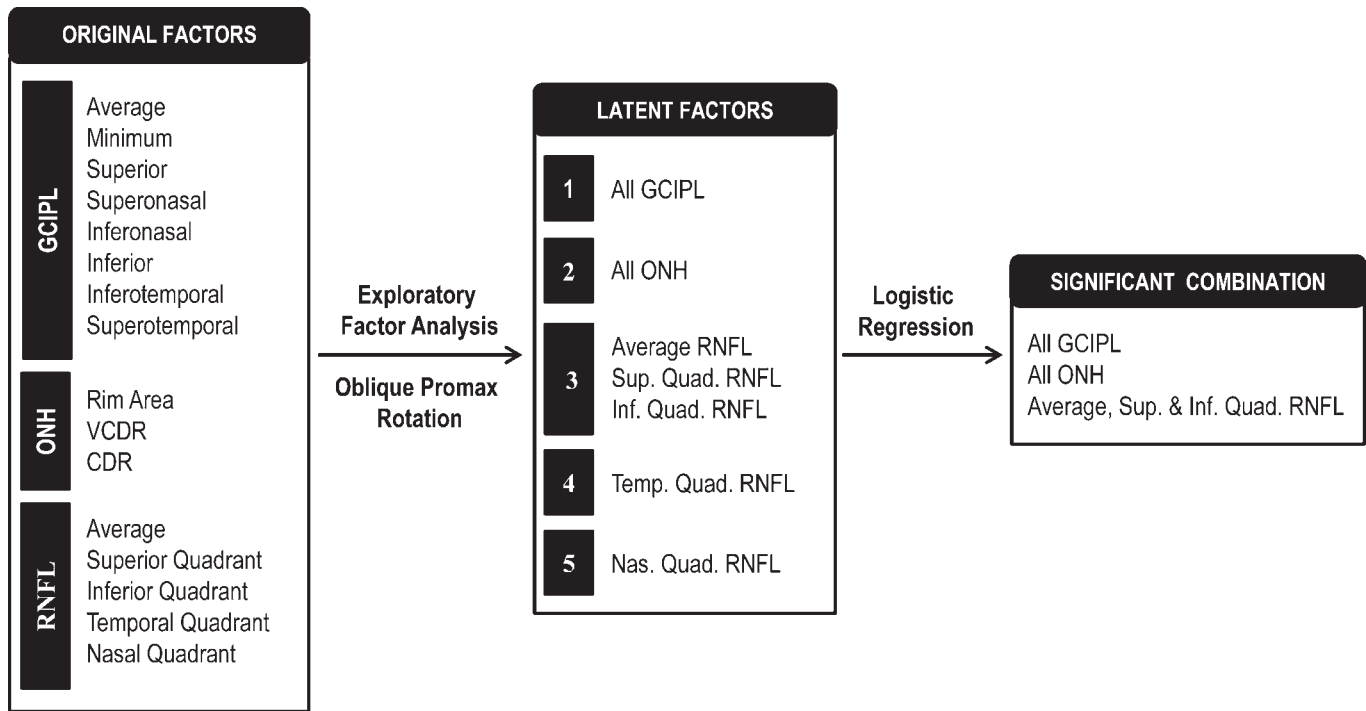 ORIGINAL FACTORS
GCIPL
Average
Minimum
Superior
Superonasal
Inferonasal
Inferior
Inferotemporal
Superotemporal
ONH
Rim Area
VCDR
CDR
RNFL
Average
Superior Quadrant
Inferior Quadrant
Temporal Quadrant
Nasal Quadrant
Exploratory
Factor Analysis
Oblique Promax
Rotation
LATENT FACTORS
1 All GCIPL
2 All ONH
3
Average RNFL
Sup. Quad. RNFL
Inf. Quad. RNFL
4 Temp. Quad. RNFL
5 Nas. Quad. RNFL
Logistic
Regression
SIGNIFICANT COMBINATION
All GCIPL
All ONH
Average, Sup. & Inf. Quad. RNFL